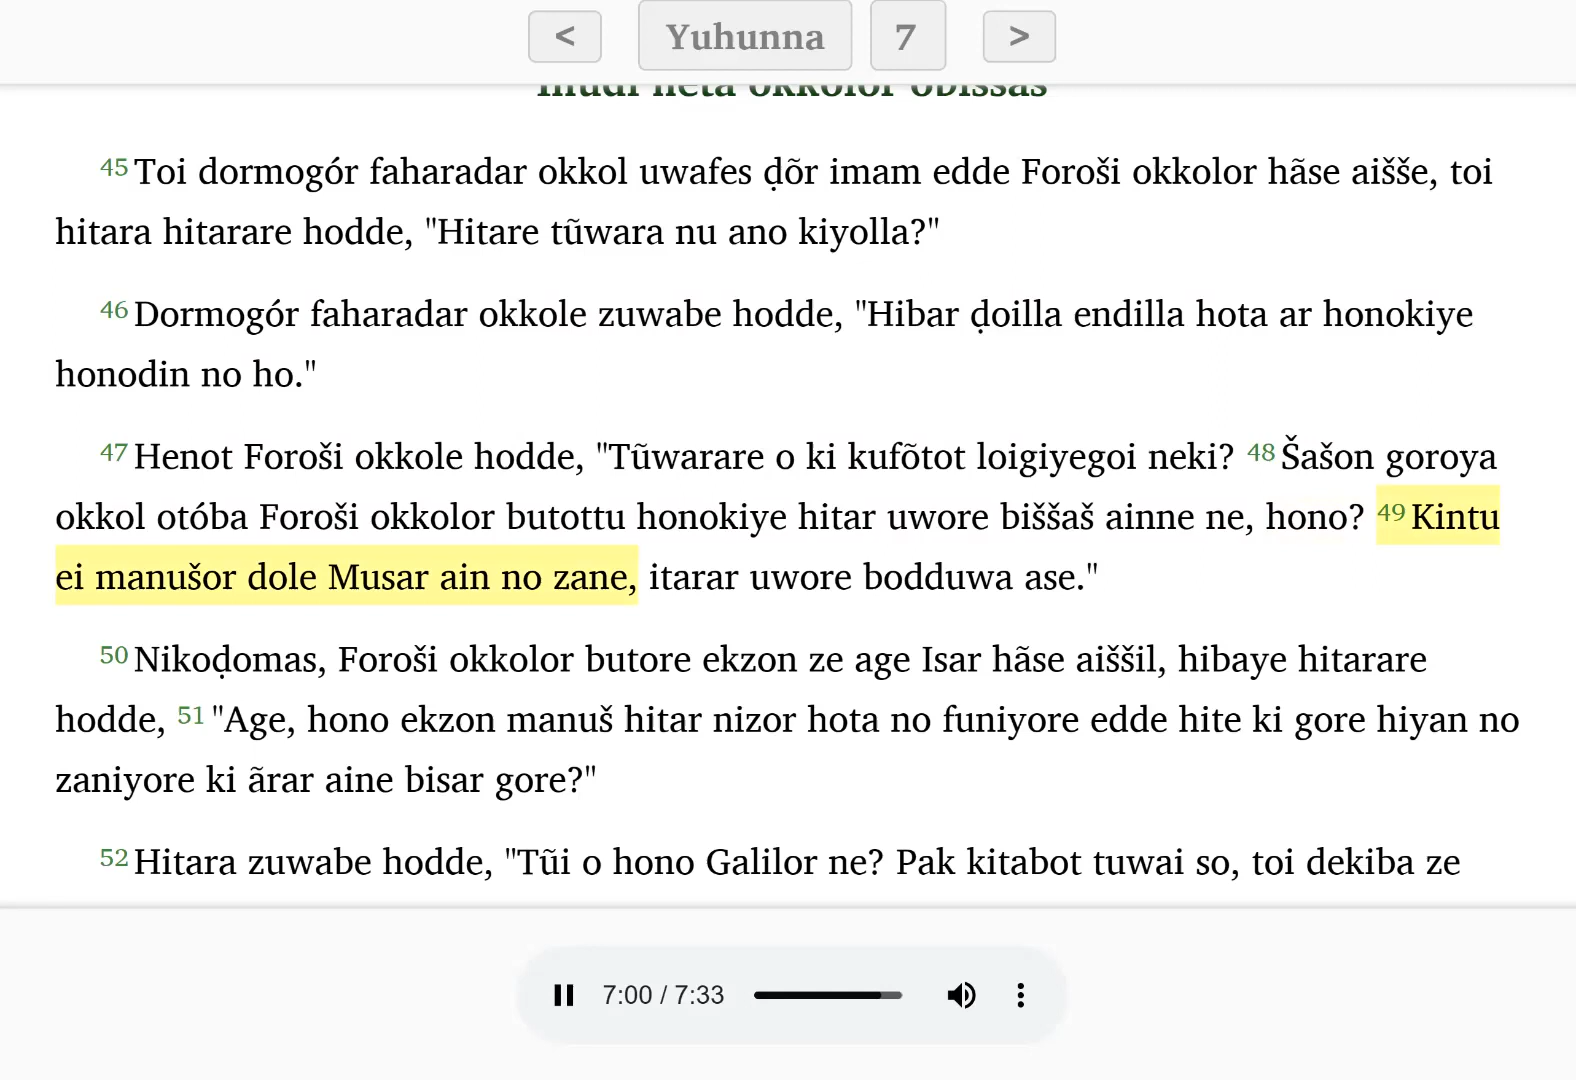 < Yuhunna 7 >
Ihudi neta okkolor obiššaš
45 Toi dormogór faharadar okkol uwafes ḍõr imam edde Foroši okkolor hãse aišše, toi
hitara hitarare hodde, "Hitare tũwara nu ano kiyolla?"
46 Dormogór faharadar okkole zuwabe hodde, "Hibar ḍoilla endilla hota ar honokiye
honodin no ho."
47 Henot Foroši okkole hodde, "Tũwarare o ki kufõtot loigiyegoi neki? 48 Šašon goroya
okkol otóba Foroši okkolor butottu honokiye hitar uwore biššaš ainne ne, hono? 49 Kintu
ei manušor dole Musar ain no zane, itarar uwore bodduwa ase."
50 Nikoḍomas, Foroši okkolor butore ekzon ze age Isar hãse aiššil, hibaye hitarare
hodde, 51 "Age, hono ekzon manuš hitar nizor hota no funiyore edde hite ki gore hiyan no
zaniyore ki ãrar aine bisar gore?"
52 Hitara zuwabe hodde, "Tũi o hono Galilor ne? Pak kitabot tuwai so, toi dekiba ze
7:00 / 7:33